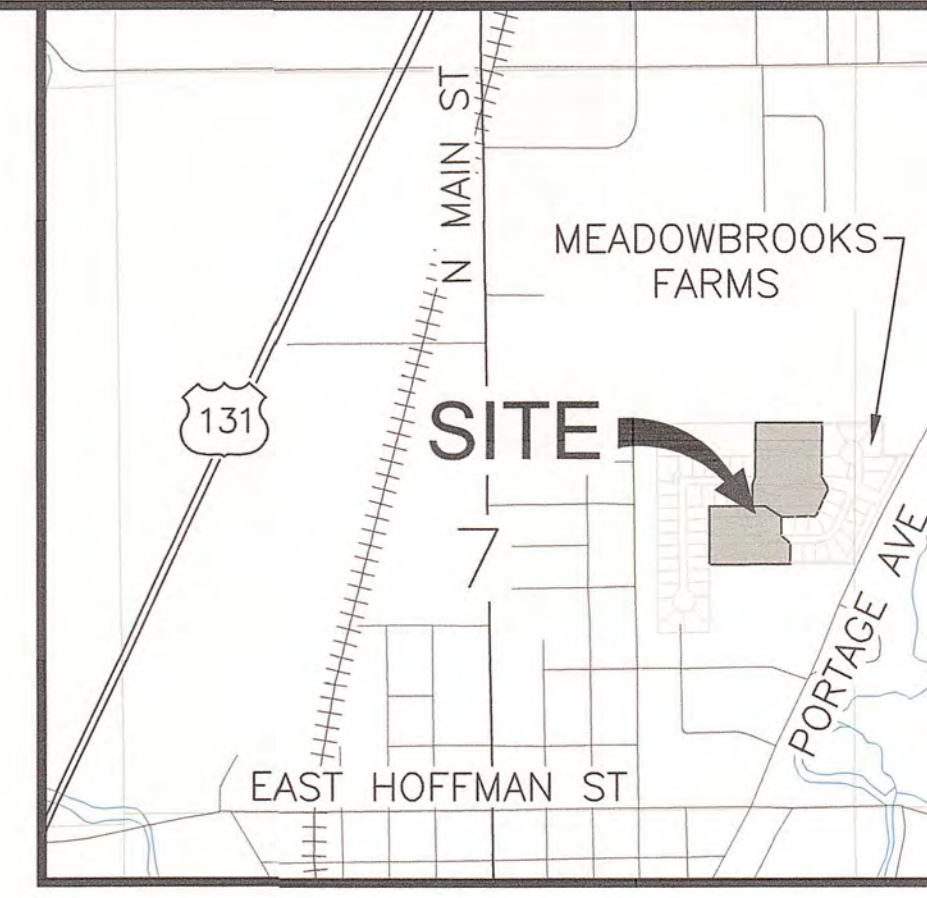 N MAIN ST
MEADOWBROOKS
FARMS
131
SITE
7
PORTAGE AVE
EAST HOFFMAN ST